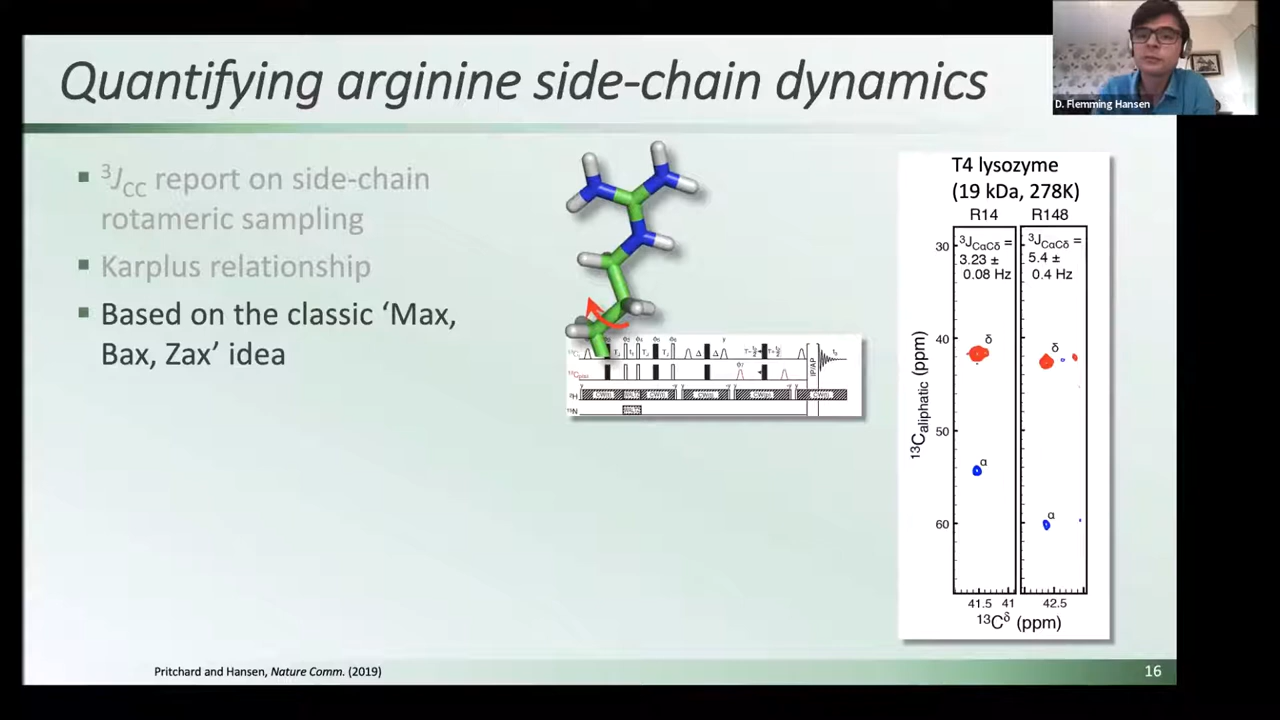 Quantifying arginine side-chain dynamics
D. Flemming Hansen
▪ ³J_CC report on side-chain
rotameric sampling
▪ Karplus relationship
▪ Based on the classic ‘Max,
Bax, Zax’ idea
T4 lysozyme
(19 kDa, 278K)
R14 R148
³JCαCδ =
3.23 ±
0.08 Hz
³JCαCδ =
5.4 ±
0.4 Hz
30
40
50
60
δ
δ
α
α
¹³Caliphatic (ppm)
41.5 41 42.5
¹³Cᵟ (ppm)
Pritchard and Hansen, Nature Comm. (2019)
16